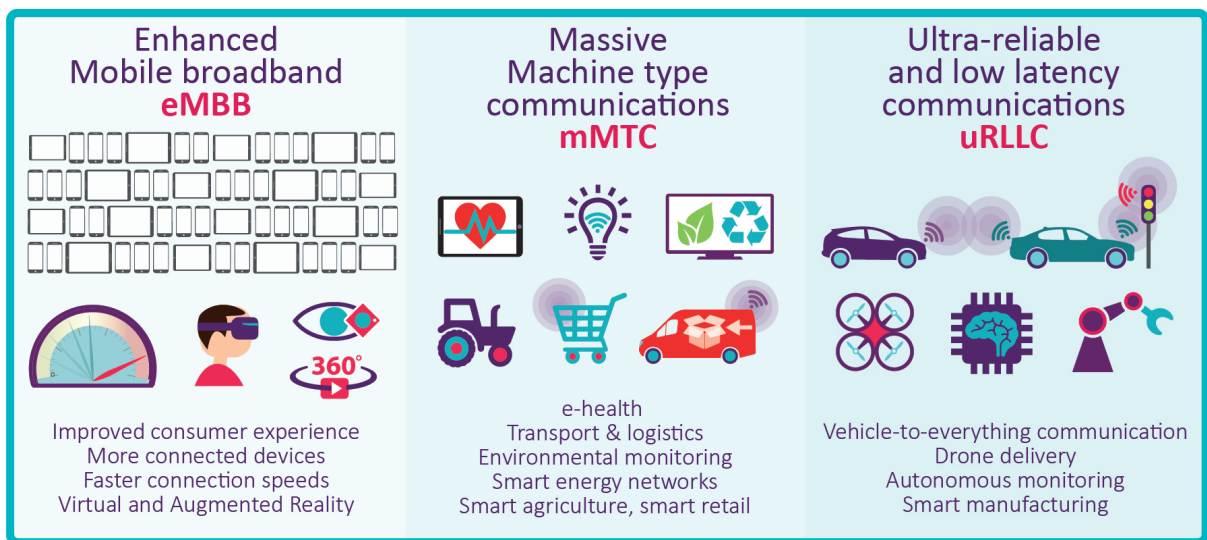 Enhanced
Mobile broadband
eMBB
360°
Improved consumer experience
More connected devices
Faster connection speeds
Virtual and Augmented Reality
Massive
Machine type
communications
mMTC
e-health
Transport & logistics
Environmental monitoring
Smart energy networks
Smart agriculture, smart retail
Ultra-reliable
and low latency
communications
uRLLC
Vehicle-to-everything communication
Drone delivery
Autonomous monitoring
Smart manufacturing